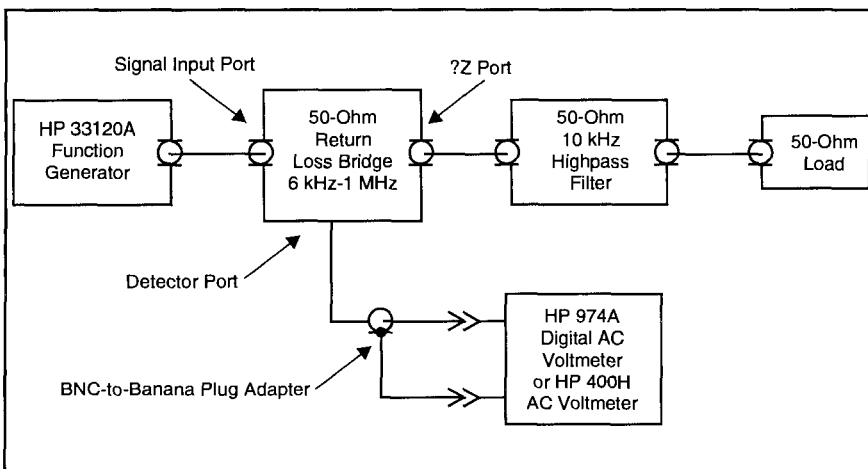 Signal Input Port
?Z Port
HP 33120A
Function
Generator
50-Ohm
Return
Loss Bridge
6 kHz-1 MHz
50-Ohm
10 kHz
Highpass
Filter
50-Ohm
Load
Detector Port
HP 974A
Digital AC
Voltmeter
or HP 400H
AC Voltmeter
BNC-to-Banana Plug Adapter